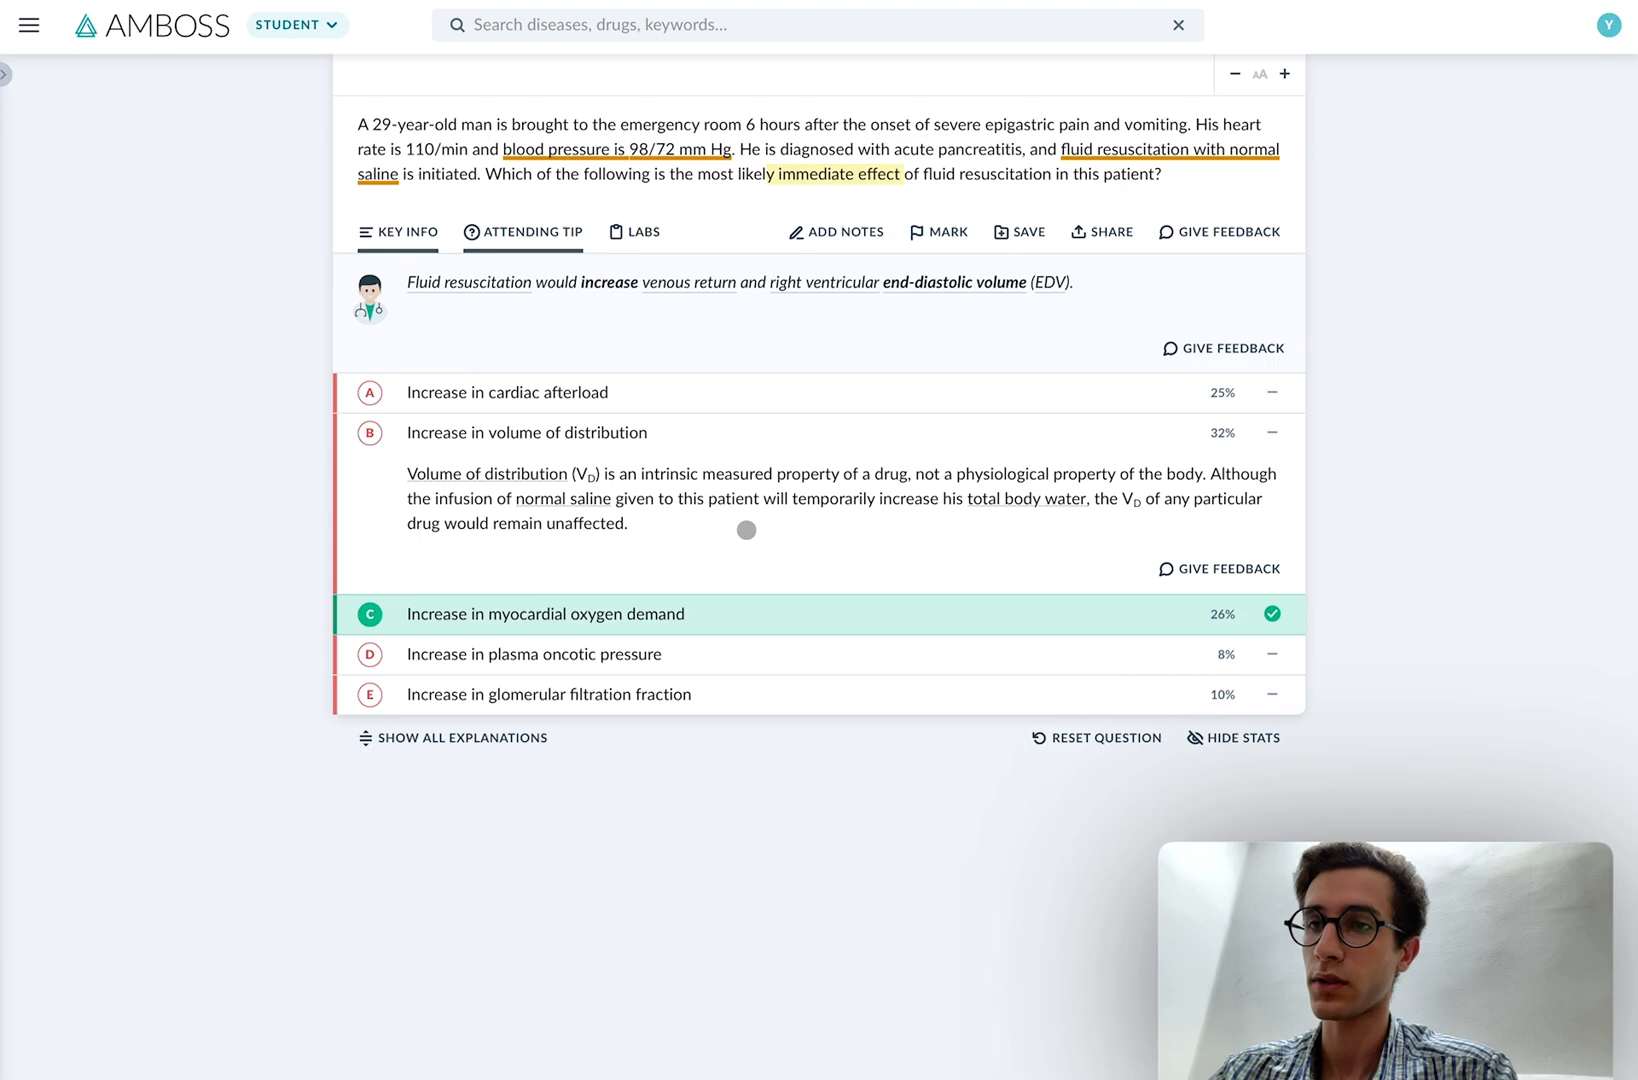 AMBOSS
STUDENT
Search diseases, drugs, keywords...
Y
− AA +
A 29-year-old man is brought to the emergency room 6 hours after the onset of severe epigastric pain and vomiting. His heart
rate is 110/min and blood pressure is 98/72 mm Hg. He is diagnosed with acute pancreatitis, and fluid resuscitation with normal
saline is initiated. Which of the following is the most likely immediate effect of fluid resuscitation in this patient?
KEY INFO ATTENDING TIP LABS ADD NOTES MARK SAVE SHARE GIVE FEEDBACK
Fluid resuscitation would increase venous return and right ventricular end-diastolic volume (EDV).
GIVE FEEDBACK
A Increase in cardiac afterload 25%
B Increase in volume of distribution 32%
Volume of distribution (VD) is an intrinsic measured property of a drug, not a physiological property of the body. Although
the infusion of normal saline given to this patient will temporarily increase his total body water, the VD of any particular
drug would remain unaffected.
GIVE FEEDBACK
C Increase in myocardial oxygen demand 26%
D Increase in plasma oncotic pressure 8%
E Increase in glomerular filtration fraction 10%
SHOW ALL EXPLANATIONS RESET QUESTION HIDE STATS